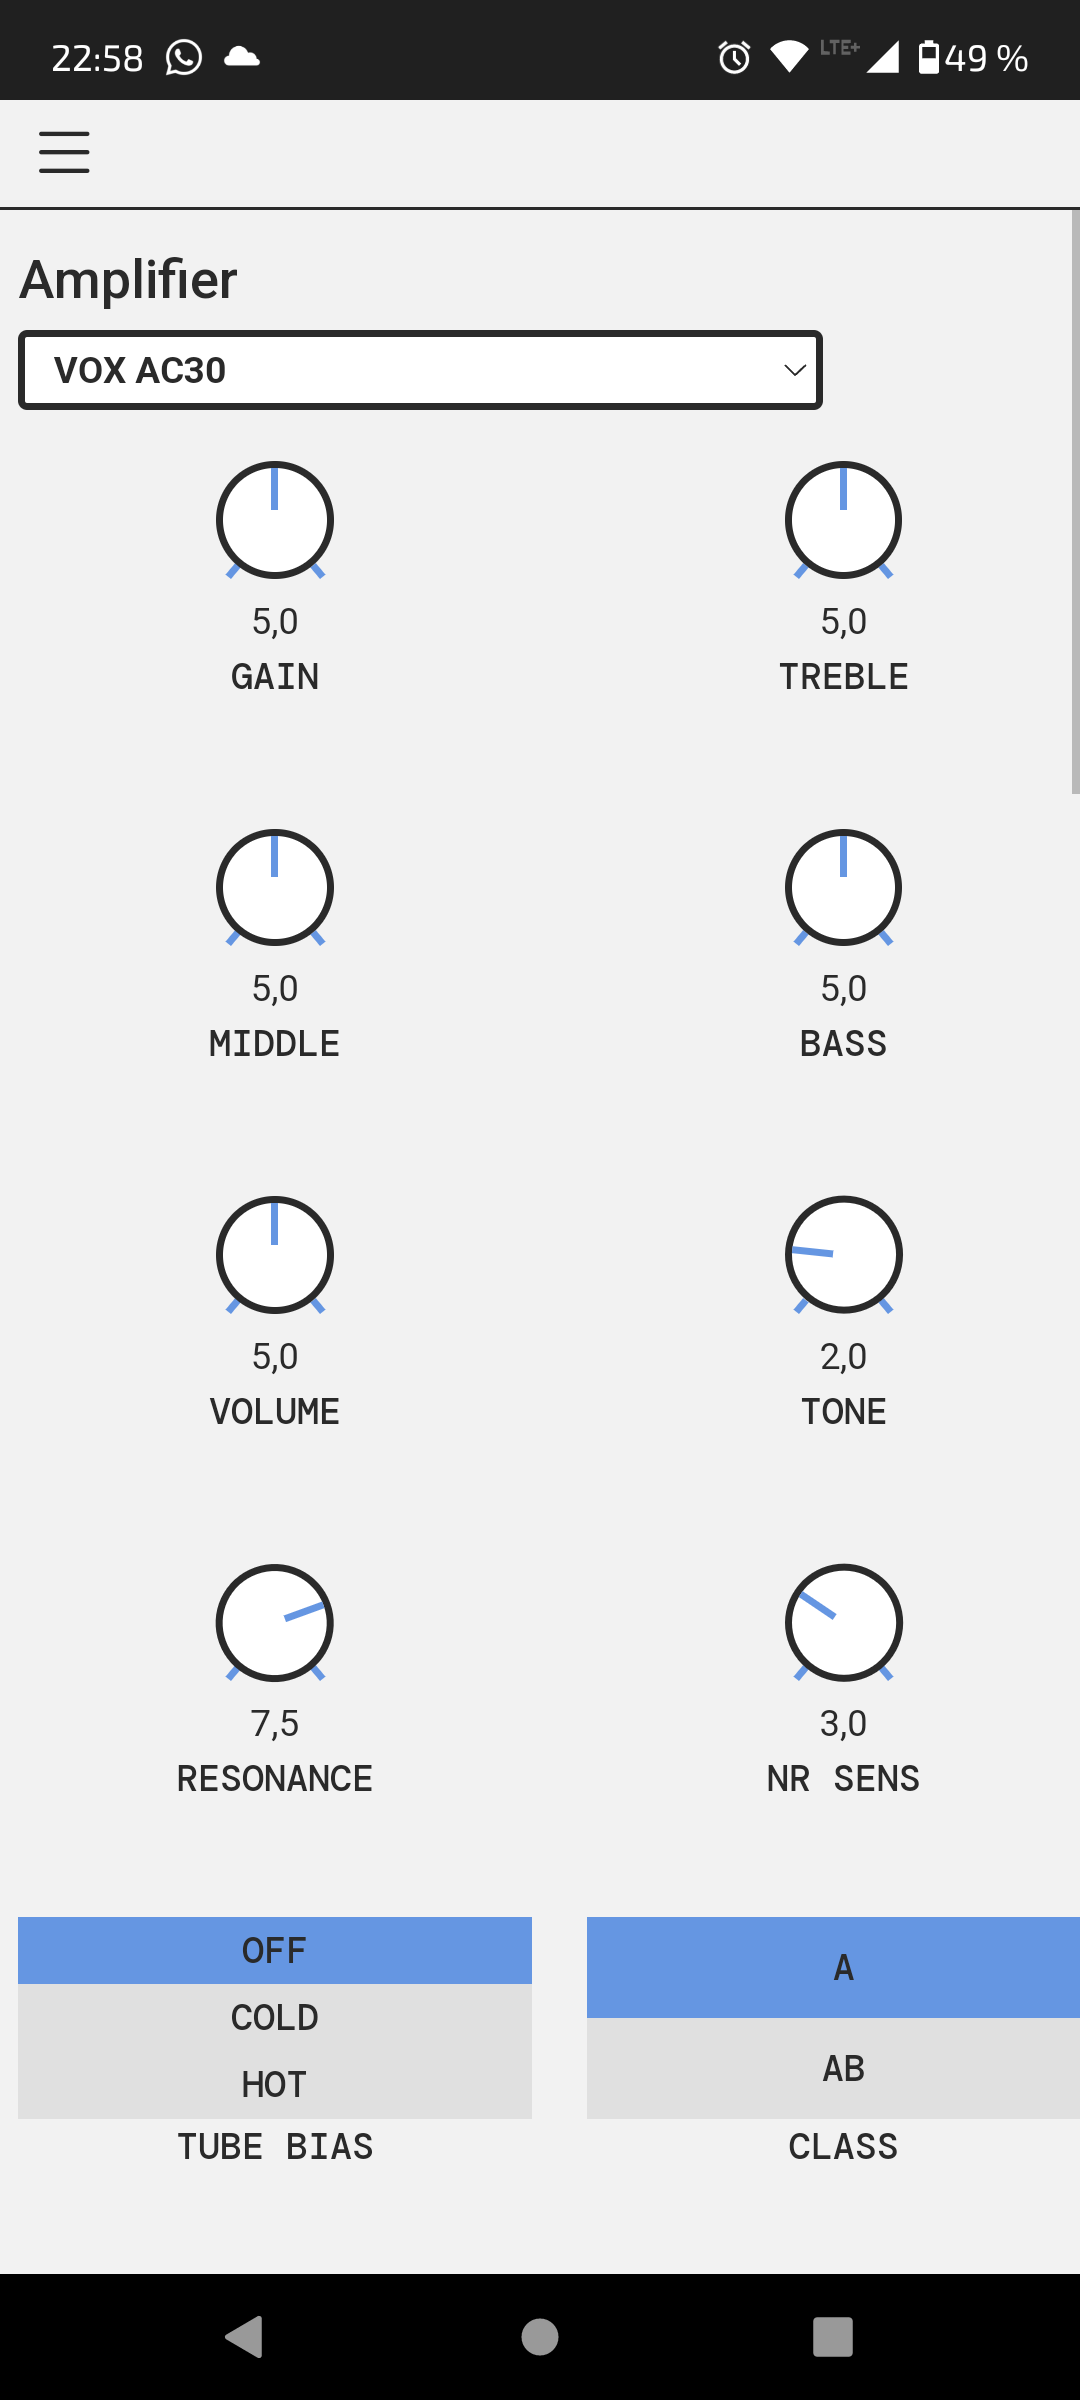 22:58 LTE+ 49 %
Amplifier
VOX AC30
5,0 5,0
GAIN TREBLE
5,0 5,0
MIDDLE BASS
5,0 2,0
VOLUME TONE
7,5 3,0
RESONANCE NR SENS
OFF A
COLD AB
HOT
TUBE BIAS CLASS